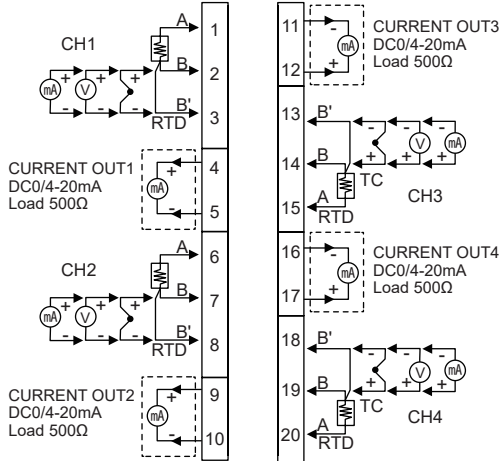 CH1
A
B
B'
RTD
mA
V
+
-
+
-
+
-
1
2
3
CURRENT OUT1
DC0/4-20mA
Load 500Ω
+
mA
-
4
5
CH2
A
B
B'
RTD
mA
V
+
-
+
-
+
-
6
7
8
CURRENT OUT2
DC0/4-20mA
Load 500Ω
+
mA
-
9
10
11
12
-
mA
+
CURRENT OUT3
DC0/4-20mA
Load 500Ω
13
14
15
B'
B
A
RTD
TC
-
+
-
+
-
+
V
mA
CH3
16
17
-
mA
+
CURRENT OUT4
DC0/4-20mA
Load 500Ω
18
19
20
B'
B
A
RTD
TC
-
+
-
+
-
+
V
mA
CH4